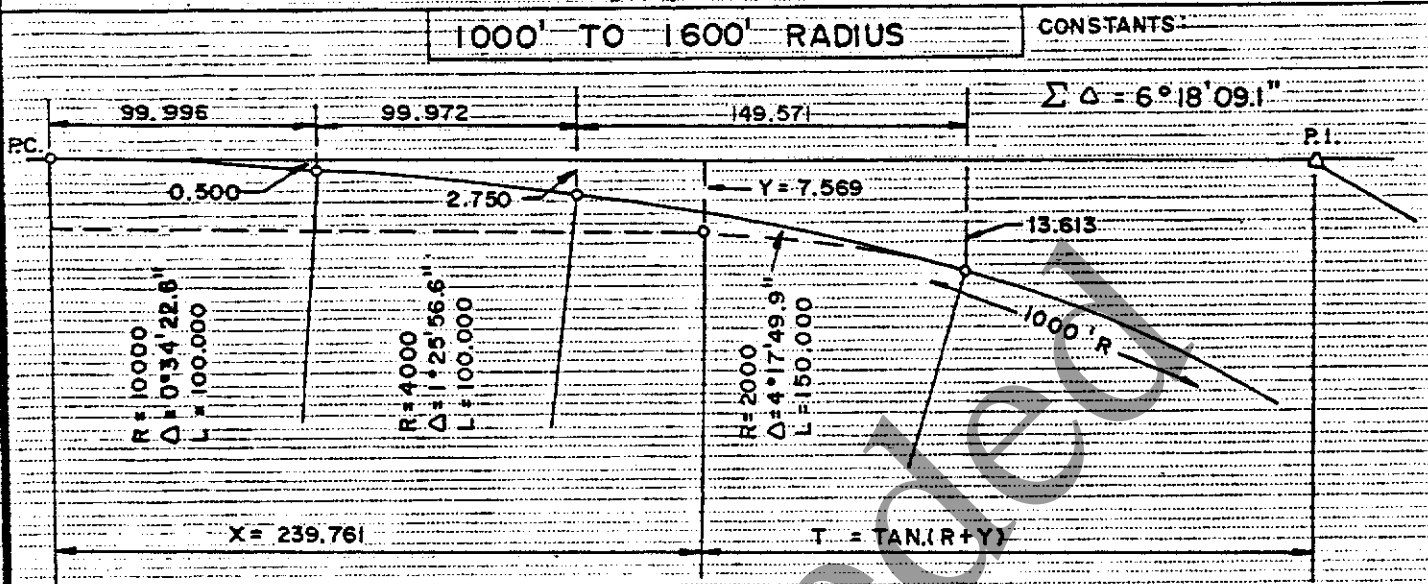 1000' TO 1600' RADIUS
CONSTANTS:
Σ Δ = 6°18'09.1"
99.996
99.972
149.571
P.C.
P.I.
0.500
2.750
Y = 7.569
13.613
R = 10000
Δ = 0°34'22.6"
L = 100.000
R = 4000
Δ = 1°25'56.6"
L = 100.000
R = 2000
Δ = 4°17'49.9"
L = 150.000
1000' R
X = 239.761
T = TAN.(R+Y)
ded